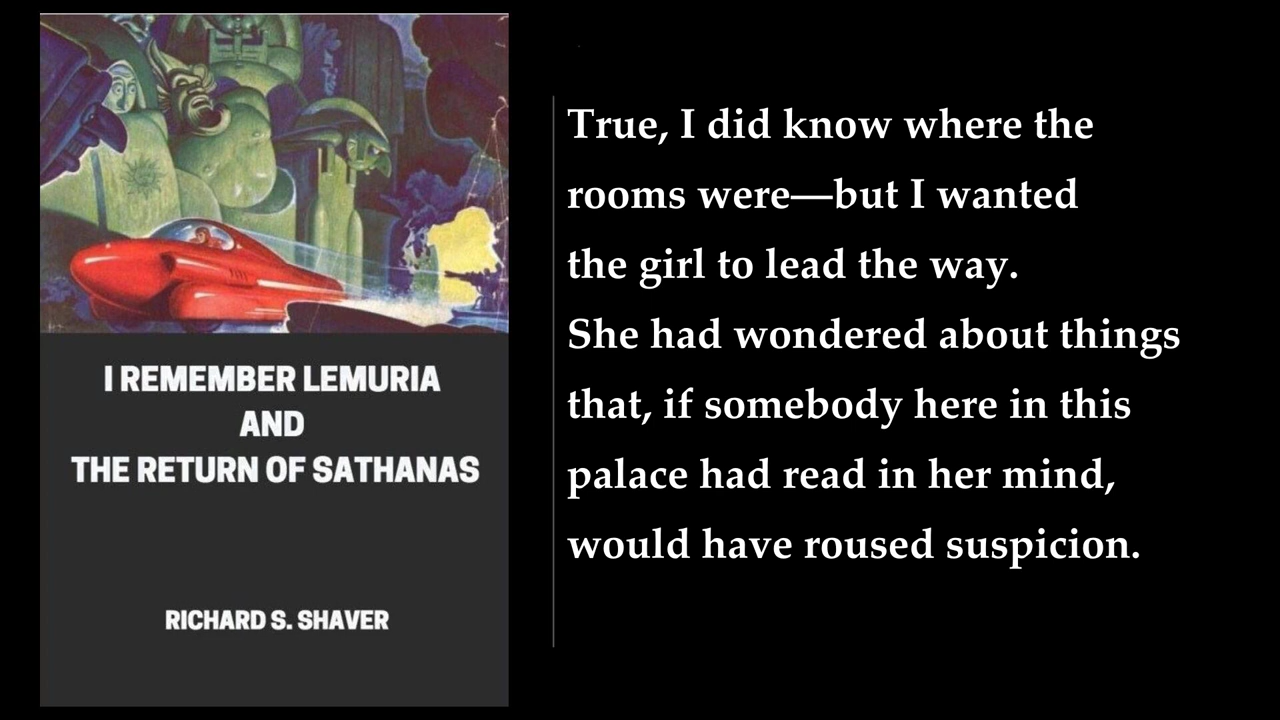 I REMEMBER LEMURIA
AND
THE RETURN OF SATHANAS
RICHARD S. SHAVER
True, I did know where the
rooms were—but I wanted
the girl to lead the way.
She had wondered about things
that, if somebody here in this
palace had read in her mind,
would have roused suspicion.